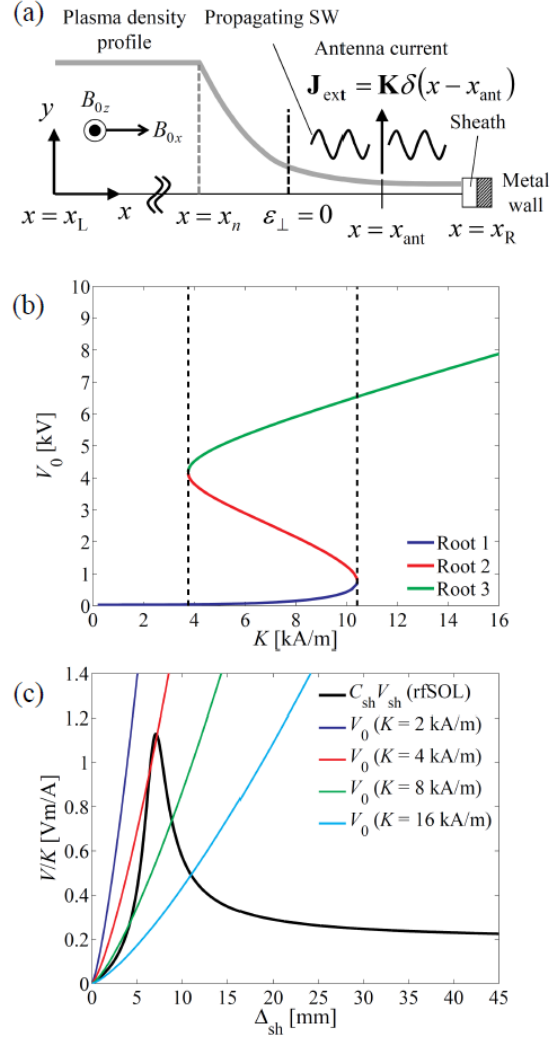 (a)
Plasma density profile
Propagating SW
Antenna current
J_ext = Kδ(x − x_ant)
Sheath
B_0z
B_0x
y
Metal wall
x = x_L
x
x = x_n
ε_⊥ = 0
x = x_ant
x = x_R
(b)
10
9
8
7
6
5
4
3
2
1
0
V_0 [kV]
Root 1
Root 2
Root 3
0 2 4 6 8 10 12 14 16
K [kA/m]
(c)
1.4
1.2
1
0.8
0.6
0.4
0.2
0
V/K [Vm/A]
C_sh V_sh (rfSOL)
V_0 (K = 2 kA/m)
V_0 (K = 4 kA/m)
V_0 (K = 8 kA/m)
V_0 (K = 16 kA/m)
0 5 10 15 20 25 30 35 40 45
Δ_sh [mm]